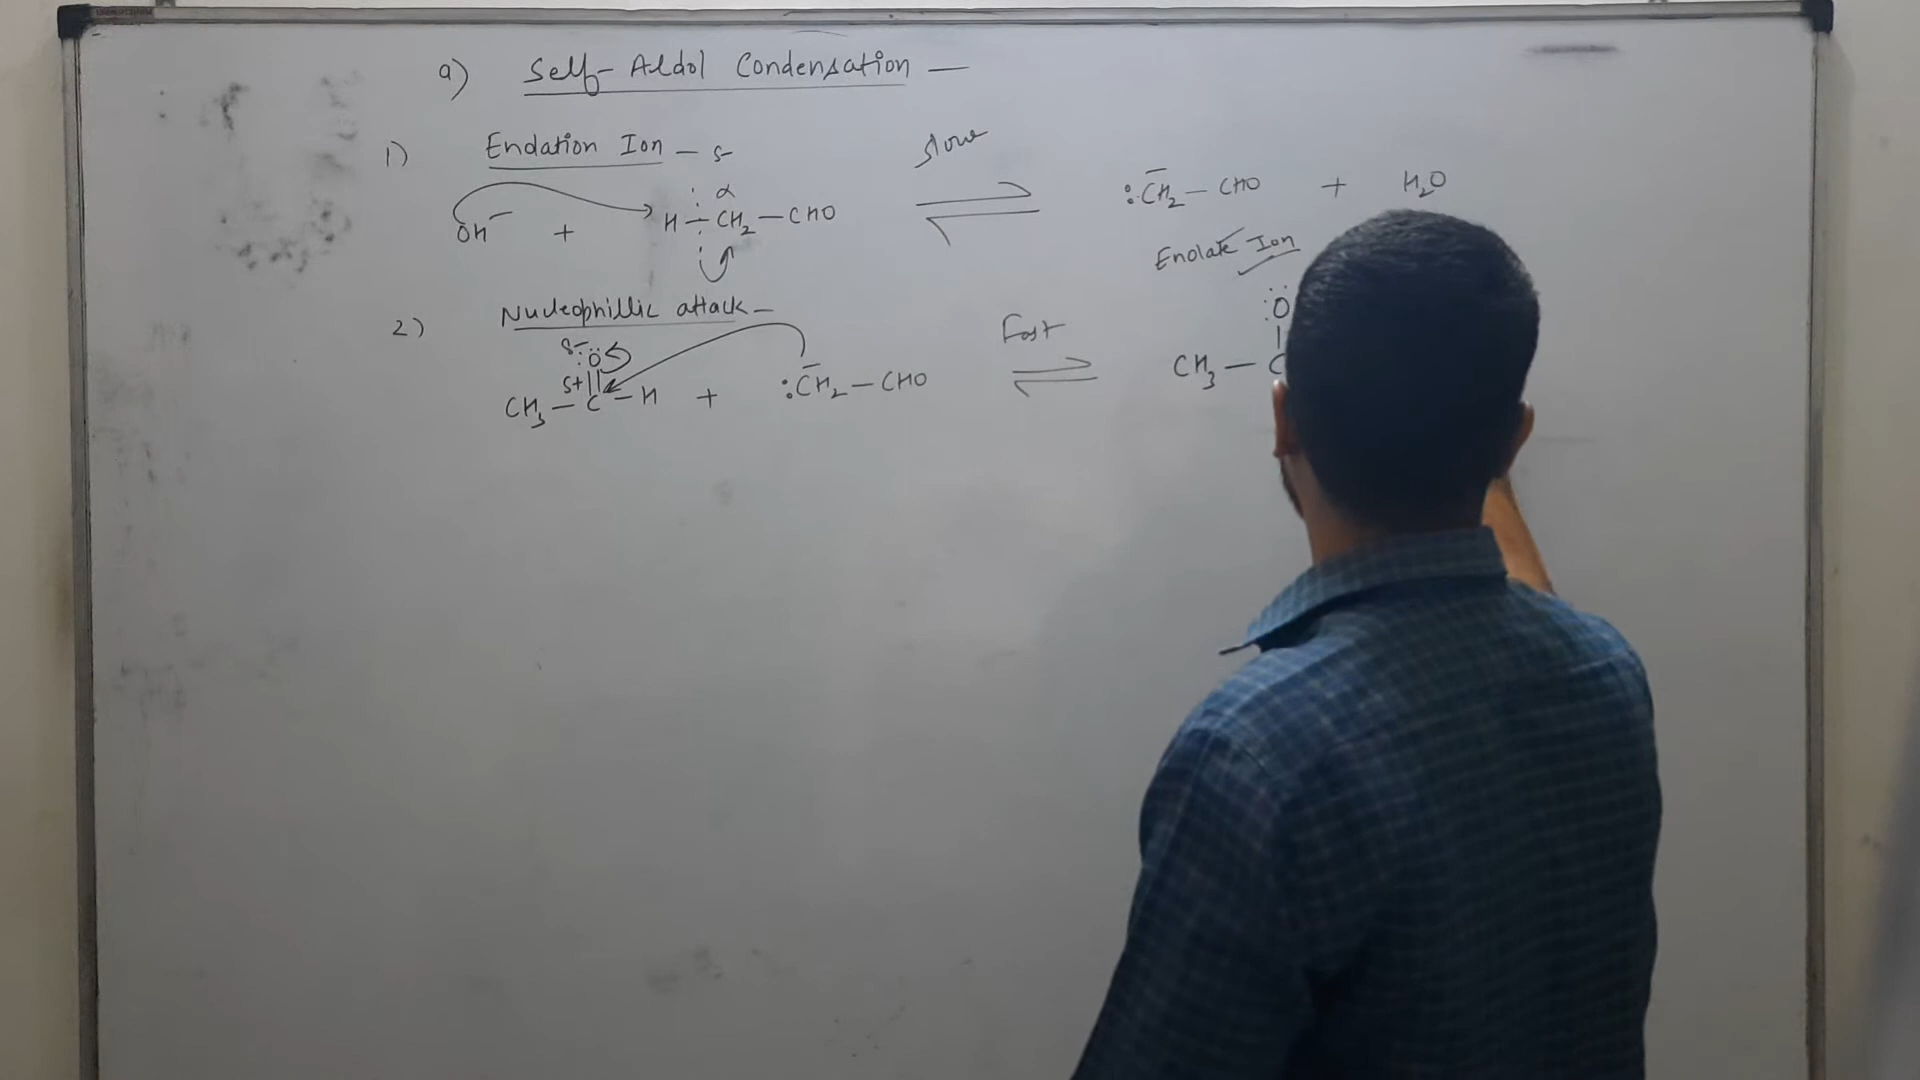 a) Self-Aldol Condensation —
1) Endation Ion – s-
slow
α
OH⁻ + H – CH₂ – CHO ⇌ :C̄H₂ – CHO + H₂O
Enolate Ion
2) Nucleophillic attack –
Fast
δ- :Ö :Ö
δ+
CH₃ – C – H + :C̄H₂ – CHO ⇌ CH₃ – C